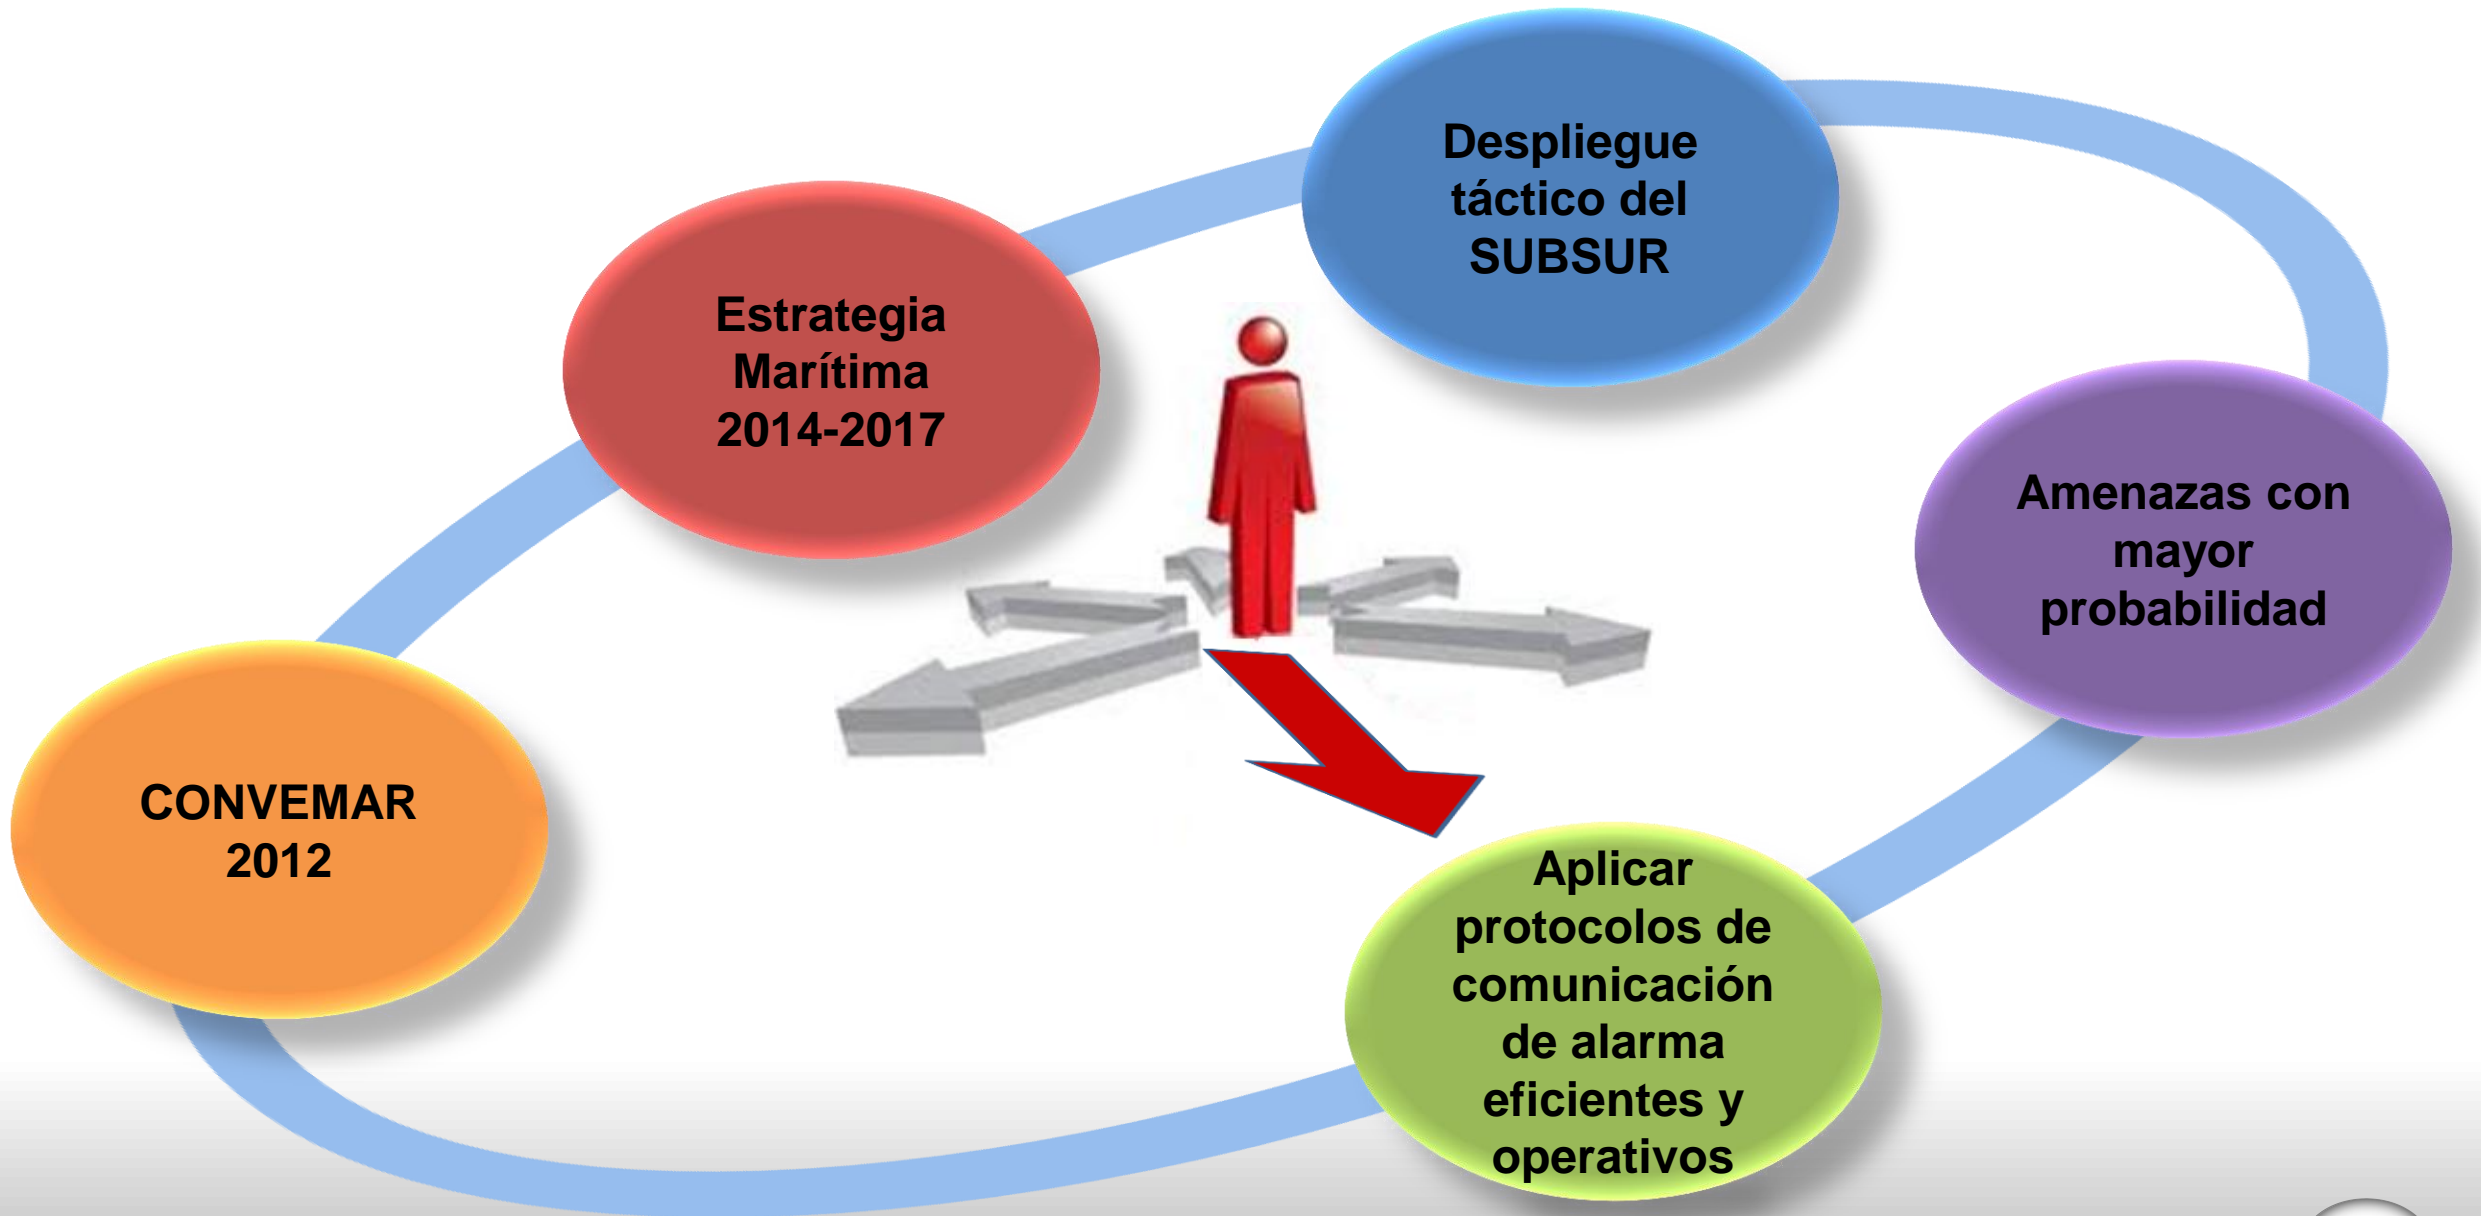 Despliegue
táctico del
SUBSUR
Estrategia
Marítima
2014-2017
Amenazas con
mayor
probabilidad
CONVEMAR
2012
Aplicar
protocolos de
comunicación
de alarma
eficientes y
operativos